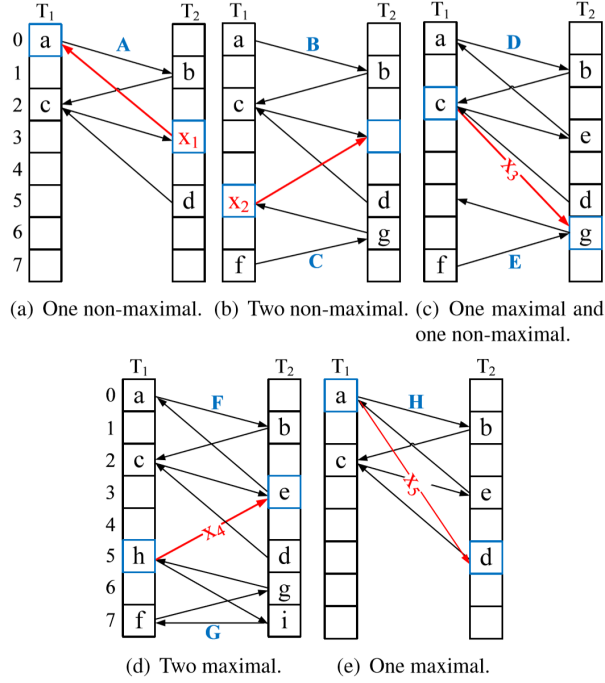 T1 T2 T1 T2 T1 T2
0 a A a B a D
1 b b b
2 c c c
3 x1 e
4 x3
5 d x2 d d
6 g g
7 f C f E
(a) One non-maximal. (b) Two non-maximal. (c) One maximal and
one non-maximal.
T1 T2 T1 T2
0 a F a H
1 b b
2 c c
3 e x5 e
4 x4
5 h d d
6 g
7 f G i
(d) Two maximal. (e) One maximal.